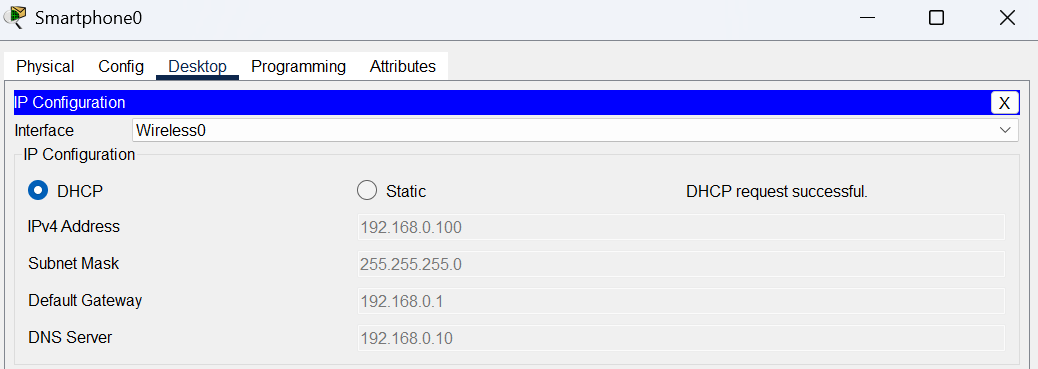 Smartphone0
Physical Config Desktop Programming Attributes
IP Configuration X
Interface Wireless0
IP Configuration
DHCP Static DHCP request successful.
IPv4 Address 192.168.0.100
Subnet Mask 255.255.255.0
Default Gateway 192.168.0.1
DNS Server 192.168.0.10